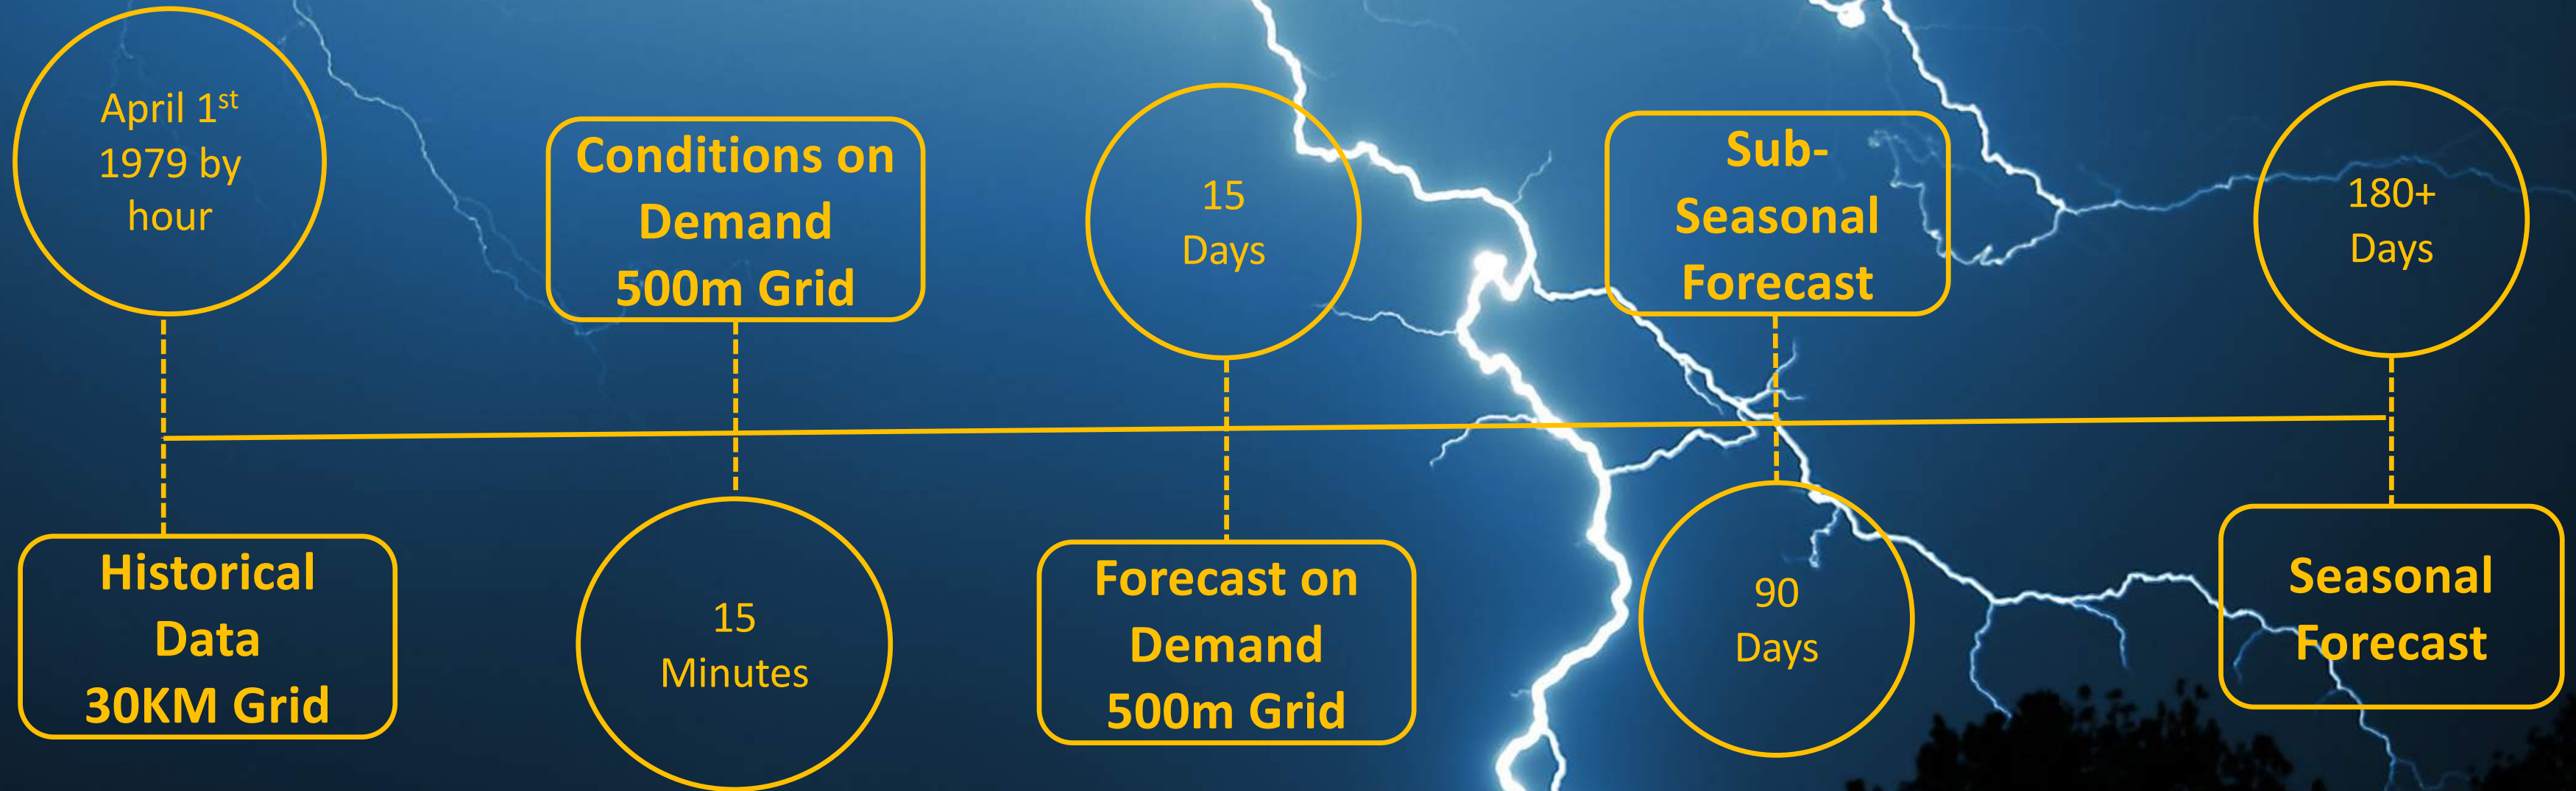 April 1st
1979 by
hour
Historical
Data
30KM Grid
Conditions on
Demand
500m Grid
15
Minutes
15
Days
Forecast on
Demand
500m Grid
Sub-
Seasonal
Forecast
90
Days
180+
Days
Seasonal
Forecast